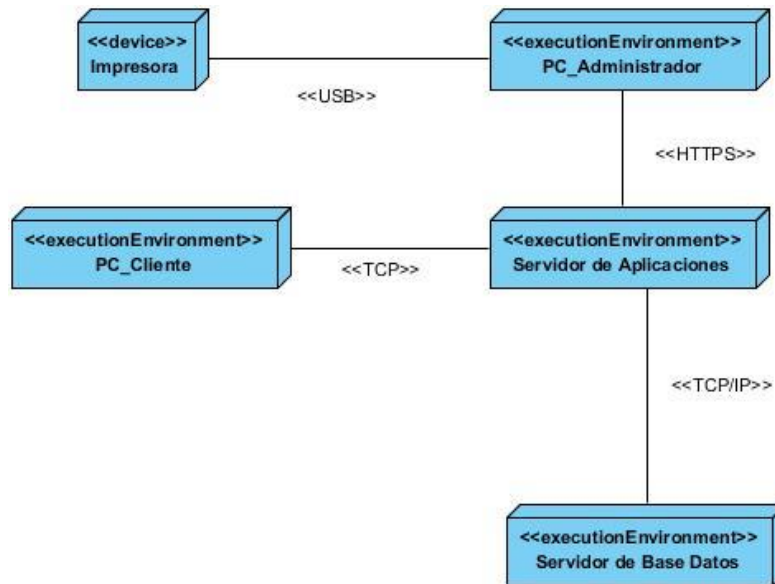 <<device>>
Impresora
<<executionEnvironment>>
PC_Administrador
<<USB>>
<<HTTPS>>
<<executionEnvironment>>
PC_Cliente
<<TCP>>
<<executionEnvironment>>
Servidor de Aplicaciones
<<TCP/IP>>
<<executionEnvironment>>
Servidor de Base Datos